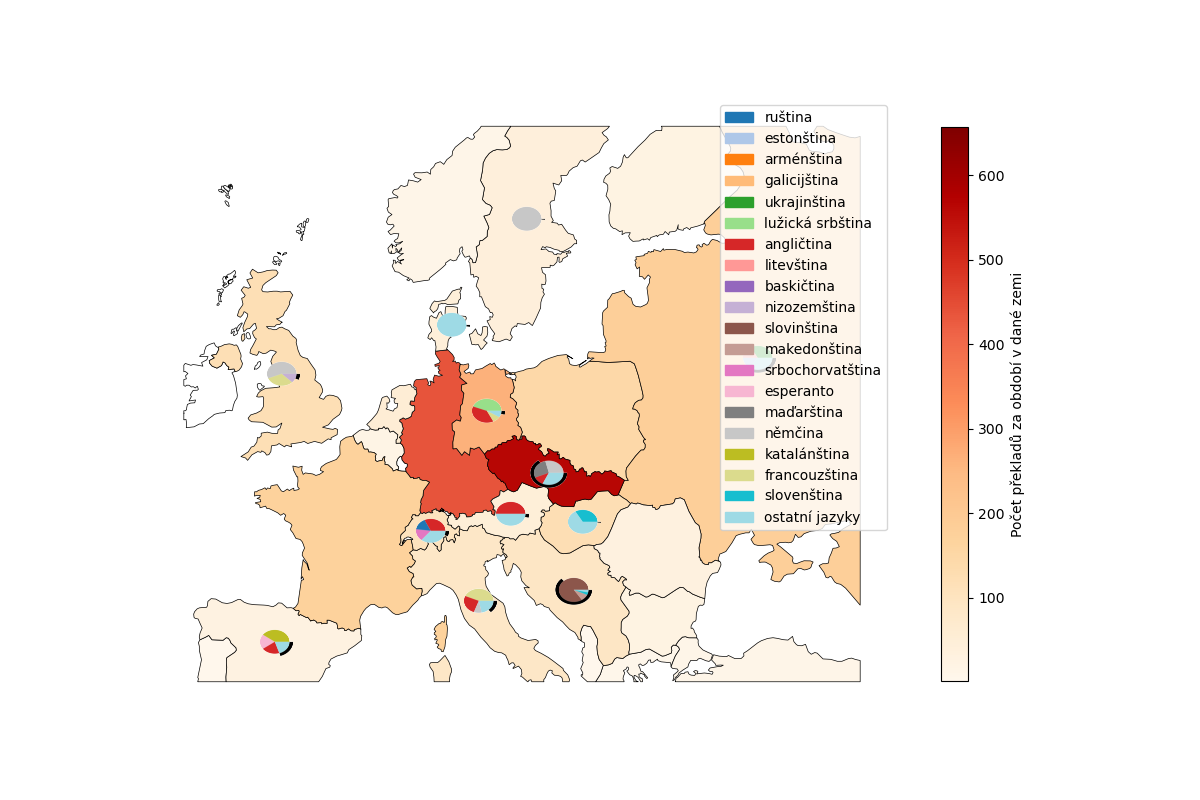 ruština
estonština
arménština
galicijština
ukrajinština
lužická srbština
angličtina
litevština
baskičtina
nizozemština
slovinština
makedonština
srbochorvatština
esperanto
maďarština
němčina
katalánština
francouzština
slovenština
ostatní jazyky
600
500
400
300
200
100
Počet překladů za období v dané zemi